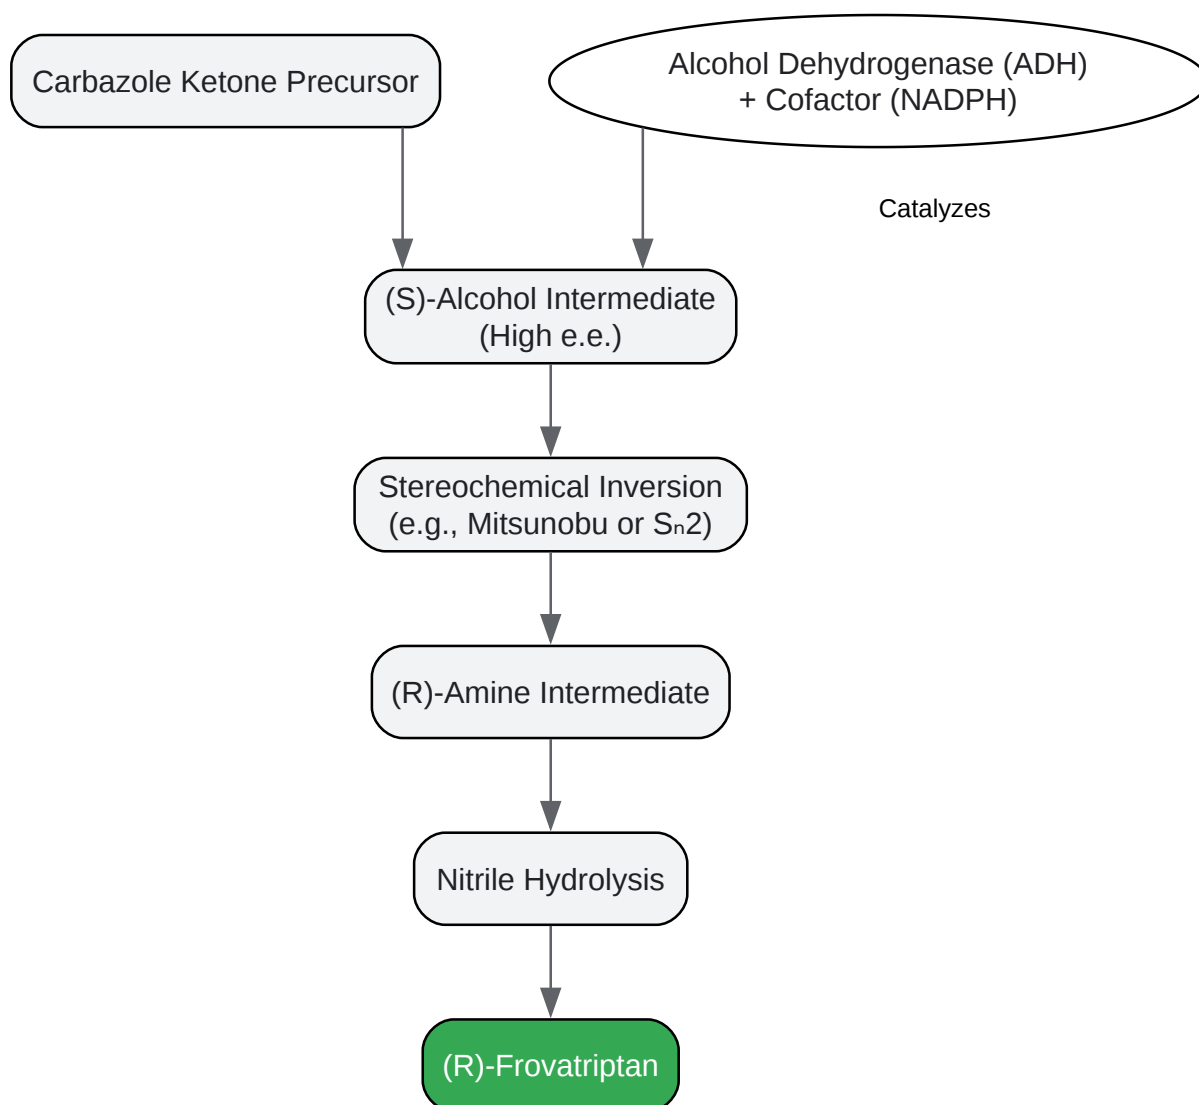 Carbazole Ketone Precursor
Alcohol Dehydrogenase (ADH)
+ Cofactor (NADPH)
Catalyzes
(S)-Alcohol Intermediate
(High e.e.)
Stereochemical Inversion
(e.g., Mitsunobu or Sₙ2)
(R)-Amine Intermediate
Nitrile Hydrolysis
(R)-Frovatriptan